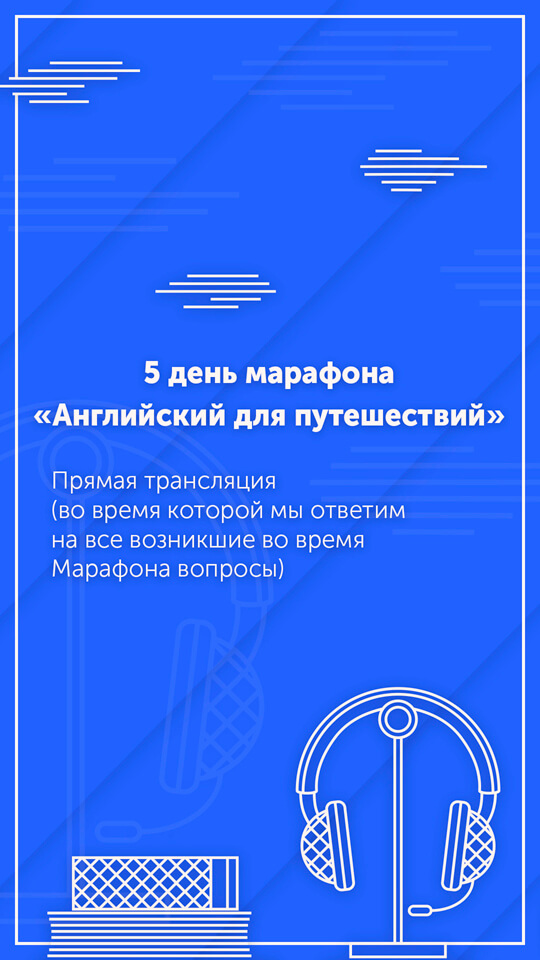 5 день марафона
«Английский для путешествий»
Прямая трансляция
(во время которой мы ответим
на все возникшие во время
Марафона вопросы)